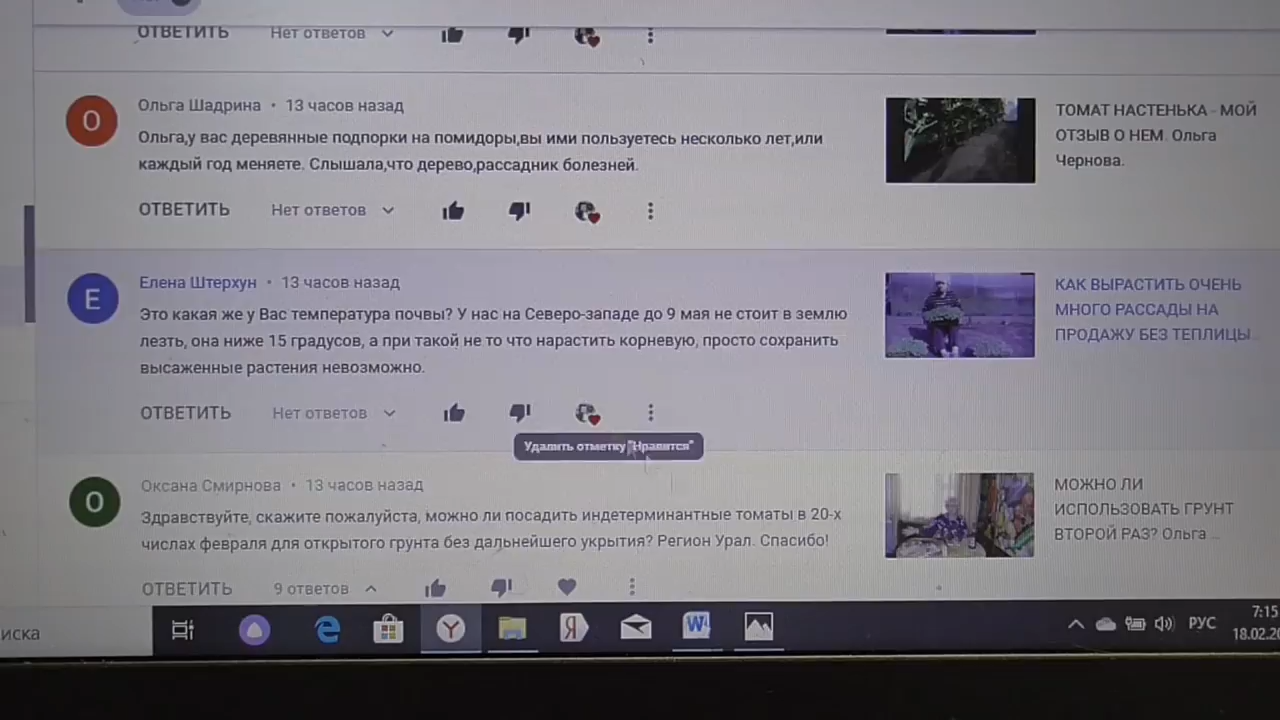 ОТВЕТИТЬ Нет ответов
Ольга Шадрина • 13 часов назад
Ольга,у вас деревянные подпорки на помидоры,вы ими пользуетесь несколько лет,или
каждый год меняете. Слышала,что дерево,рассадник болезней.
ОТВЕТИТЬ Нет ответов
ТОМАТ НАСТЕНЬКА - МОЙ
ОТЗЫВ О НЕМ. Ольга
Чернова.
Елена Штерхун • 13 часов назад
Это какая же у Вас температура почвы? У нас на Северо-западе до 9 мая не стоит в землю
лезть, она ниже 15 градусов, а при такой не то что нарастить корневую, просто сохранить
высаженные растения невозможно.
ОТВЕТИТЬ Нет ответов
Удалить отметку "Нравится"
КАК ВЫРАСТИТЬ ОЧЕНЬ
МНОГО РАССАДЫ НА
ПРОДАЖУ БЕЗ ТЕПЛИЦЫ
Оксана Смирнова • 13 часов назад
Здравствуйте, скажите пожалуйста, можно ли посадить индетерминантные томаты в 20-х
числах февраля для открытого грунта без дальнейшего укрытия? Регион Урал. Спасибо!
ОТВЕТИТЬ 9 ответов
МОЖНО ЛИ
ИСПОЛЬЗОВАТЬ ГРУНТ
ВТОРОЙ РАЗ? Ольга ...
иска
РУС
7:15
18.02.20